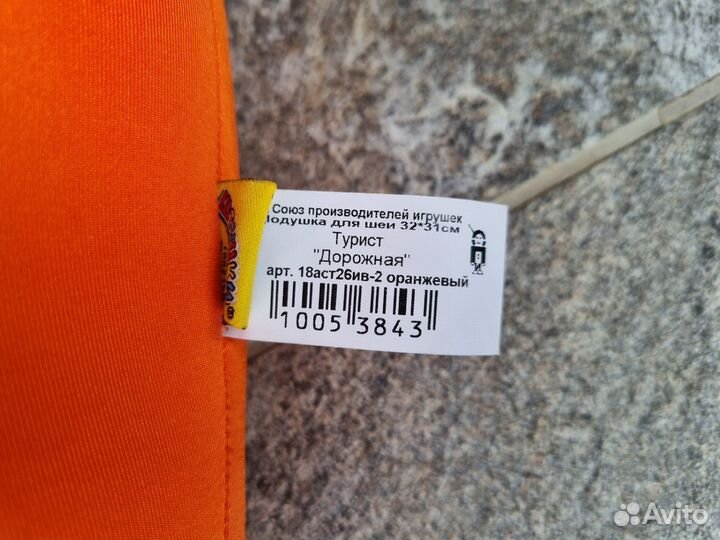 Союз производителей игрушек
Подушка для шеи 32*31см
Турист
"Дорожная"
арт. 18аст26ив-2 оранжевый
1005 3843
Avito